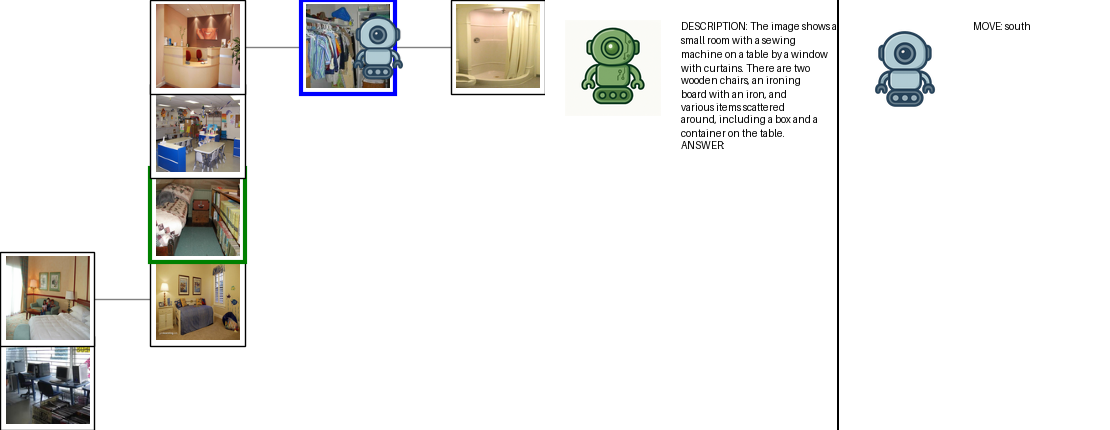 DESCRIPTION: The image shows a
small room with a sewing
machine on a table by a window
with curtains. There are two
wooden chairs, an ironing
board with an iron, and
various items scattered
around, including a box and a
container on the table.
ANSWER:
MOVE: south